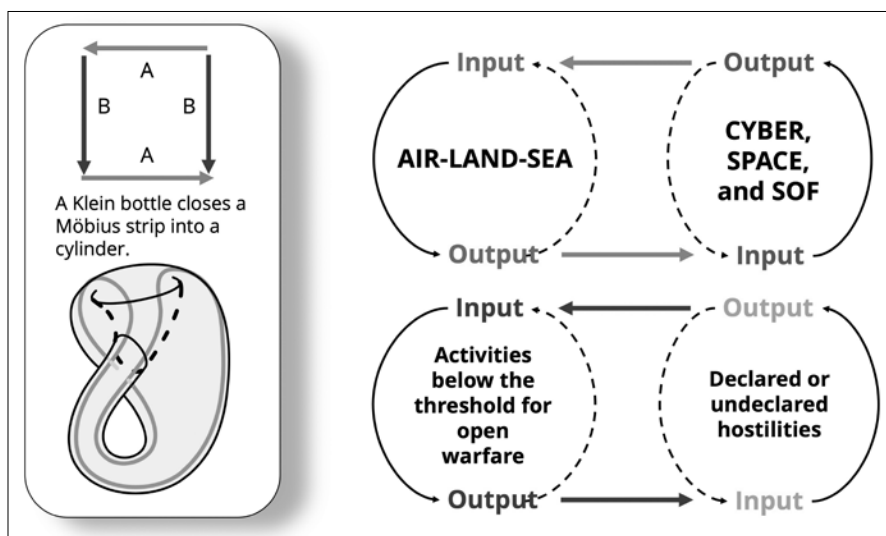 A
B
B
A
A Klein bottle closes a
Möbius strip into a
cylinder.
Input
Output
AIR-LAND-SEA
CYBER,
SPACE,
and SOF
Output
Input
Input
Output
Activities
below the
threshold for
open
warfare
Declared or
undeclared
hostilities
Output
Input